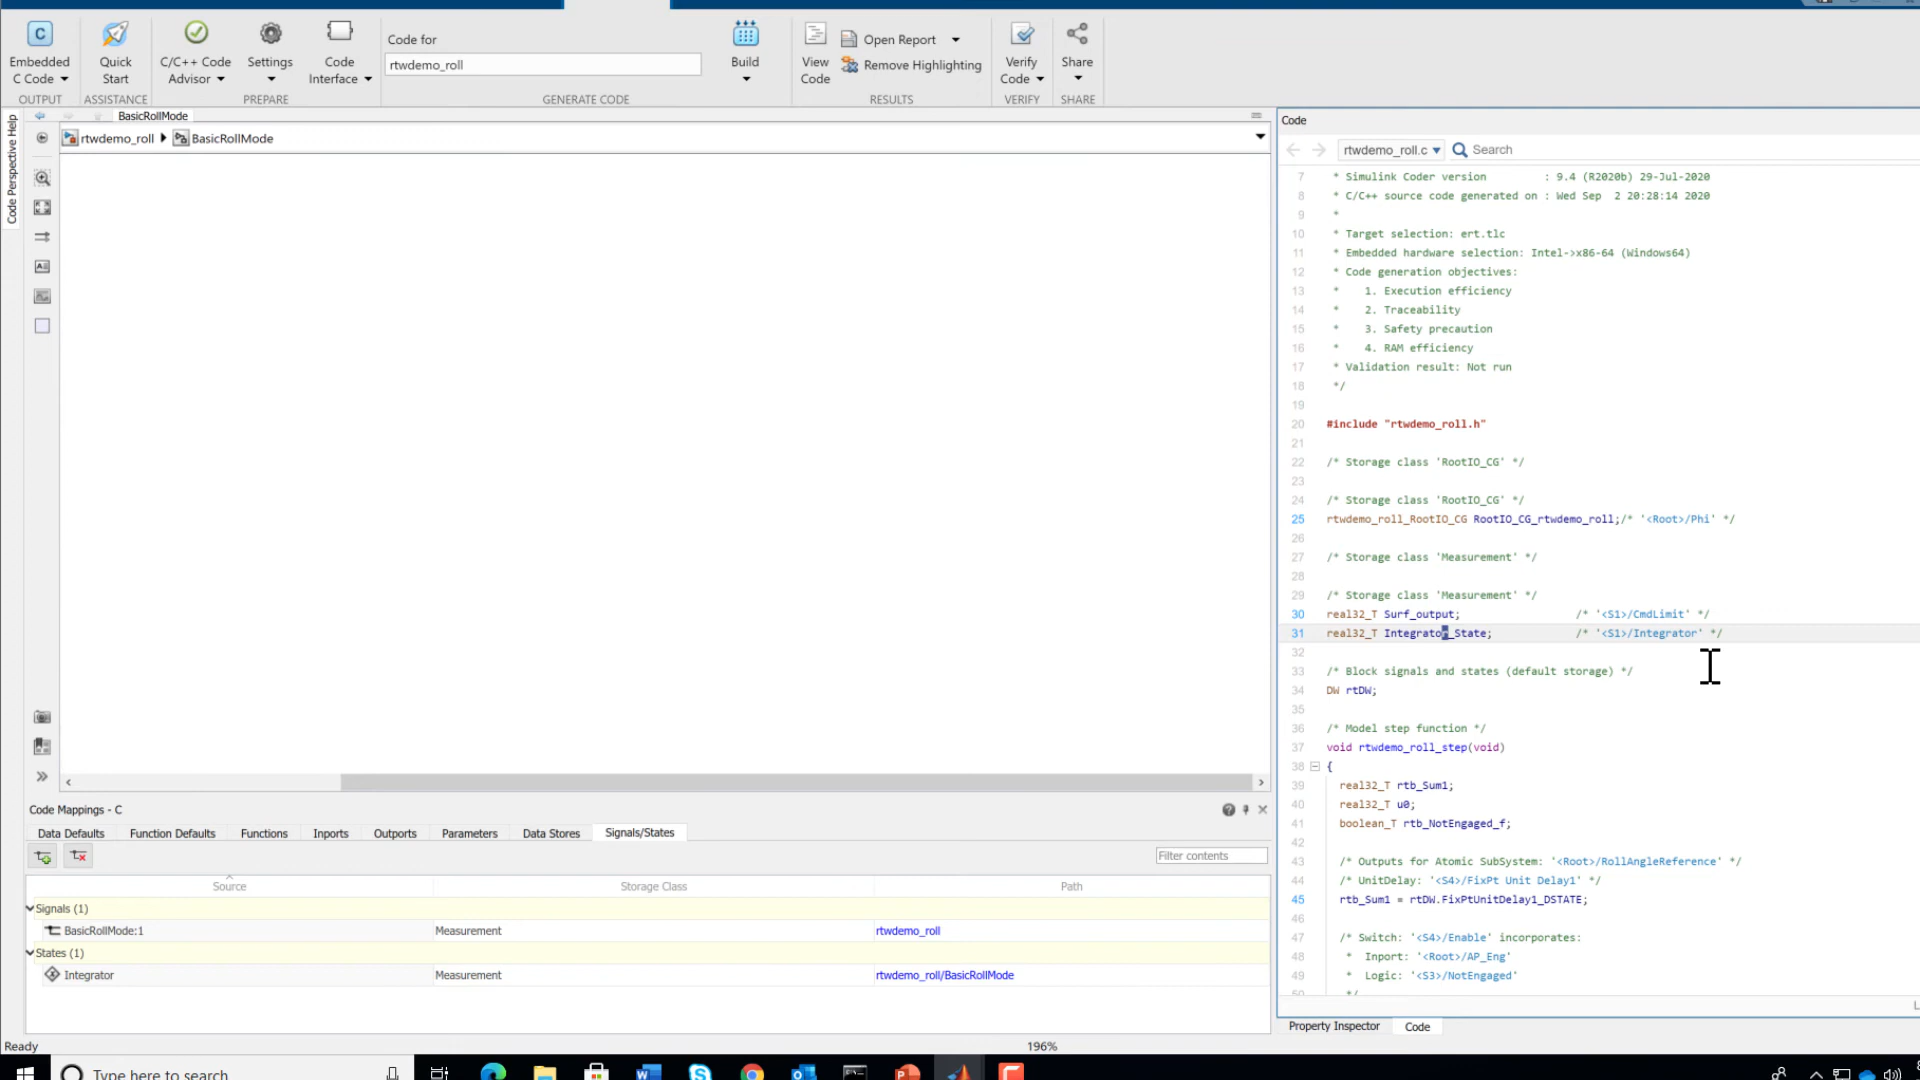 Embedded
C Code
Quick
Start
C/C++ Code
Advisor
Settings
Code
Interface
Code for
rtwdemo_roll
Build
View
Code
Open Report
Remove Highlighting
Verify
Code
Share
OUTPUT
ASSISTANCE
PREPARE
GENERATE CODE
RESULTS
VERIFY
SHARE
Code Perspective Help
BasicRollMode
rtwdemo_roll
BasicRollMode
Code
rtwdemo_roll.c
Search
7 * Simulink Coder version : 9.4 (R2020b) 29-Jul-2020
8 * C/C++ source code generated on : Wed Sep 2 20:28:14 2020
9 *
10 * Target selection: ert.tlc
11 * Embedded hardware selection: Intel->x86-64 (Windows64)
12 * Code generation objectives:
13 * 1. Execution efficiency
14 * 2. Traceability
15 * 3. Safety precaution
16 * 4. RAM efficiency
17 * Validation result: Not run
18 */
19
20 #include "rtwdemo_roll.h"
21
22 /* Storage class 'RootIO_CG' */
23
24 /* Storage class 'RootIO_CG' */
25 rtwdemo_roll_RootIO_CG RootIO_CG_rtwdemo_roll;/* '<Root>/Phi' */
26
27 /* Storage class 'Measurement' */
28
29 /* Storage class 'Measurement' */
30 real32_T Surf_output; /* '<S1>/CmdLimit' */
31 real32_T Integrator_State; /* '<S1>/Integrator' */
32
33 /* Block signals and states (default storage) */
34 DW rtDW;
35
36 /* Model step function */
37 void rtwdemo_roll_step(void)
38 {
39 real32_T rtb_Sum1;
40 real32_T u0;
41 boolean_T rtb_NotEngaged_f;
42
43 /* Outputs for Atomic SubSystem: '<Root>/RollAngleReference' */
44 /* UnitDelay: '<S4>/FixPt Unit Delay1' */
45 rtb_Sum1 = rtDW.FixPtUnitDelay1_DSTATE;
46
47 /* Switch: '<S4>/Enable' incorporates:
48 * Inport: '<Root>/AP_Eng'
49 * Logic: '<S3>/NotEngaged'
50 */
Property Inspector
Code
Code Mappings - C
Data Defaults
Function Defaults
Functions
Inports
Outports
Parameters
Data Stores
Signals/States
Filter contents
Source
Storage Class
Path
Signals (1)
BasicRollMode:1
Measurement
rtwdemo_roll
States (1)
Integrator
Measurement
rtwdemo_roll/BasicRollMode
Ready
196%
Type here to search